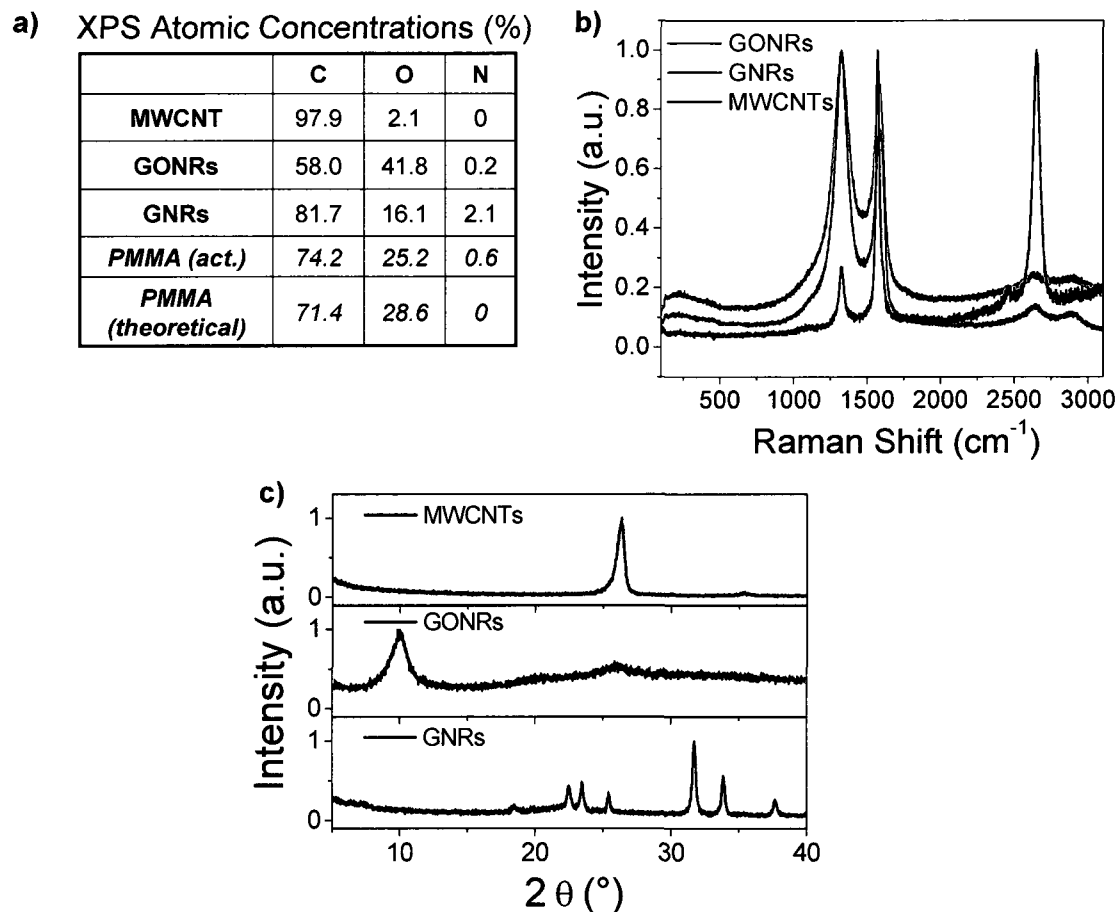 a) XPS Atomic Concentrations (%)
C O N
MWCNT 97.9 2.1 0
GONRs 58.0 41.8 0.2
GNRs 81.7 16.1 2.1
PMMA (act.) 74.2 25.2 0.6
PMMA (theoretical) 71.4 28.6 0
b)
GONRs
GNRs
MWCNTs
Intensity (a.u.)
1.0
0.8
0.6
0.4
0.2
0.0
500 1000 1500 2000 2500 3000
Raman Shift (cm⁻¹)
c)
MWCNTs
1
0
GONRs
1
0
GNRs
1
0
Intensity (a.u.)
10 20 30 40
2 θ (°)